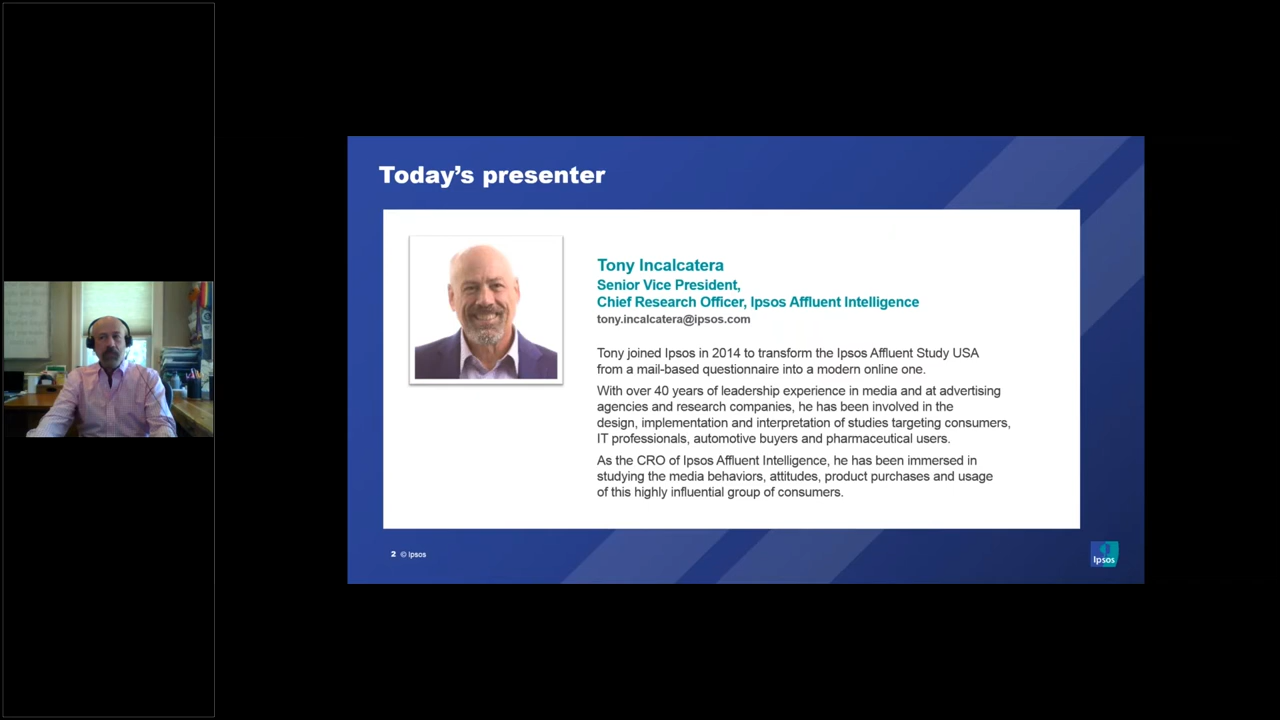 Today's presenter
Tony Incalcatera
Senior Vice President,
Chief Research Officer, Ipsos Affluent Intelligence
tony.incalcatera@ipsos.com
Tony joined Ipsos in 2014 to transform the Ipsos Affluent Study USA
from a mail-based questionnaire into a modern online one.
With over 40 years of leadership experience in media and at advertising
agencies and research companies, he has been involved in the
design, implementation and interpretation of studies targeting consumers,
IT professionals, automotive buyers and pharmaceutical users.
As the CRO of Ipsos Affluent Intelligence, he has been immersed in
studying the media behaviors, attitudes, product purchases and usage
of this highly influential group of consumers.
2 © Ipsos
Ipsos